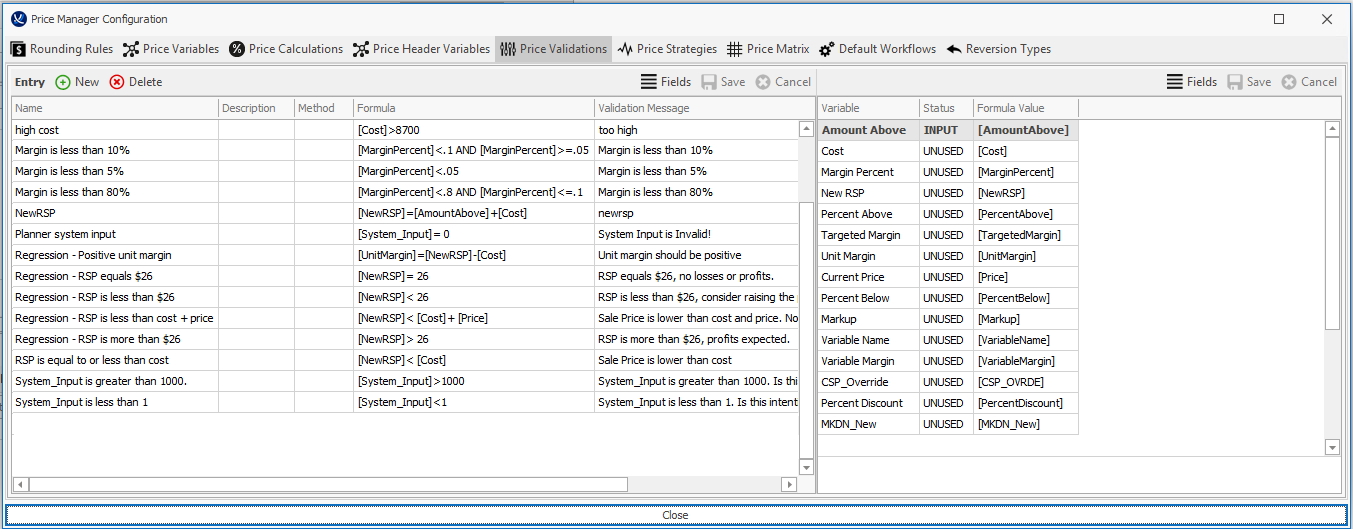 Price Manager Configuration
Rounding Rules Price Variables Price Calculations Price Header Variables Price Validations Price Strategies Price Matrix Default Workflows Reversion Types
Entry New Delete Fields Save Cancel Fields Save Cancel
Name Description Method Formula Validation Message
high cost [Cost]>8700 too high
Margin is less than 10% [MarginPercent]<.1 AND [MarginPercent]>=.05 Margin is less than 10%
Margin is less than 5% [MarginPercent]<.05 Margin is less than 5%
Margin is less than 80% [MarginPercent]<.8 AND [MarginPercent]<=.1 Margin is less than 80%
NewRSP [NewRSP]=[AmountAbove]+[Cost] newrsp
Planner system input [System_Input]= 0 System Input is Invalid!
Regression - Positive unit margin [UnitMargin]=[NewRSP]-[Cost] Unit margin should be positive
Regression - RSP equals $26 [NewRSP]= 26 RSP equals $26, no losses or profits.
Regression - RSP is less than $26 [NewRSP]< 26 RSP is less than $26, consider raising the
Regression - RSP is less than cost + price [NewRSP]< [Cost]+ [Price] Sale Price is lower than cost and price. No
Regression - RSP is more than $26 [NewRSP]> 26 RSP is more than $26, profits expected.
RSP is equal to or less than cost [NewRSP]< [Cost] Sale Price is lower than cost
System_Input is greater than 1000. [System_Input]>1000 System_Input is greater than 1000. Is thi
System_Input is less than 1 [System_Input]<1 System_Input is less than 1. Is this intent
Variable Status Formula Value
Amount Above INPUT [AmountAbove]
Cost UNUSED [Cost]
Margin Percent UNUSED [MarginPercent]
New RSP UNUSED [NewRSP]
Percent Above UNUSED [PercentAbove]
Targeted Margin UNUSED [TargetedMargin]
Unit Margin UNUSED [UnitMargin]
Current Price UNUSED [Price]
Percent Below UNUSED [PercentBelow]
Markup UNUSED [Markup]
Variable Name UNUSED [VariableName]
Variable Margin UNUSED [VariableMargin]
CSP_Override UNUSED [CSP_OVRDE]
Percent Discount UNUSED [PercentDiscount]
MKDN_New UNUSED [MKDN_New]
Close